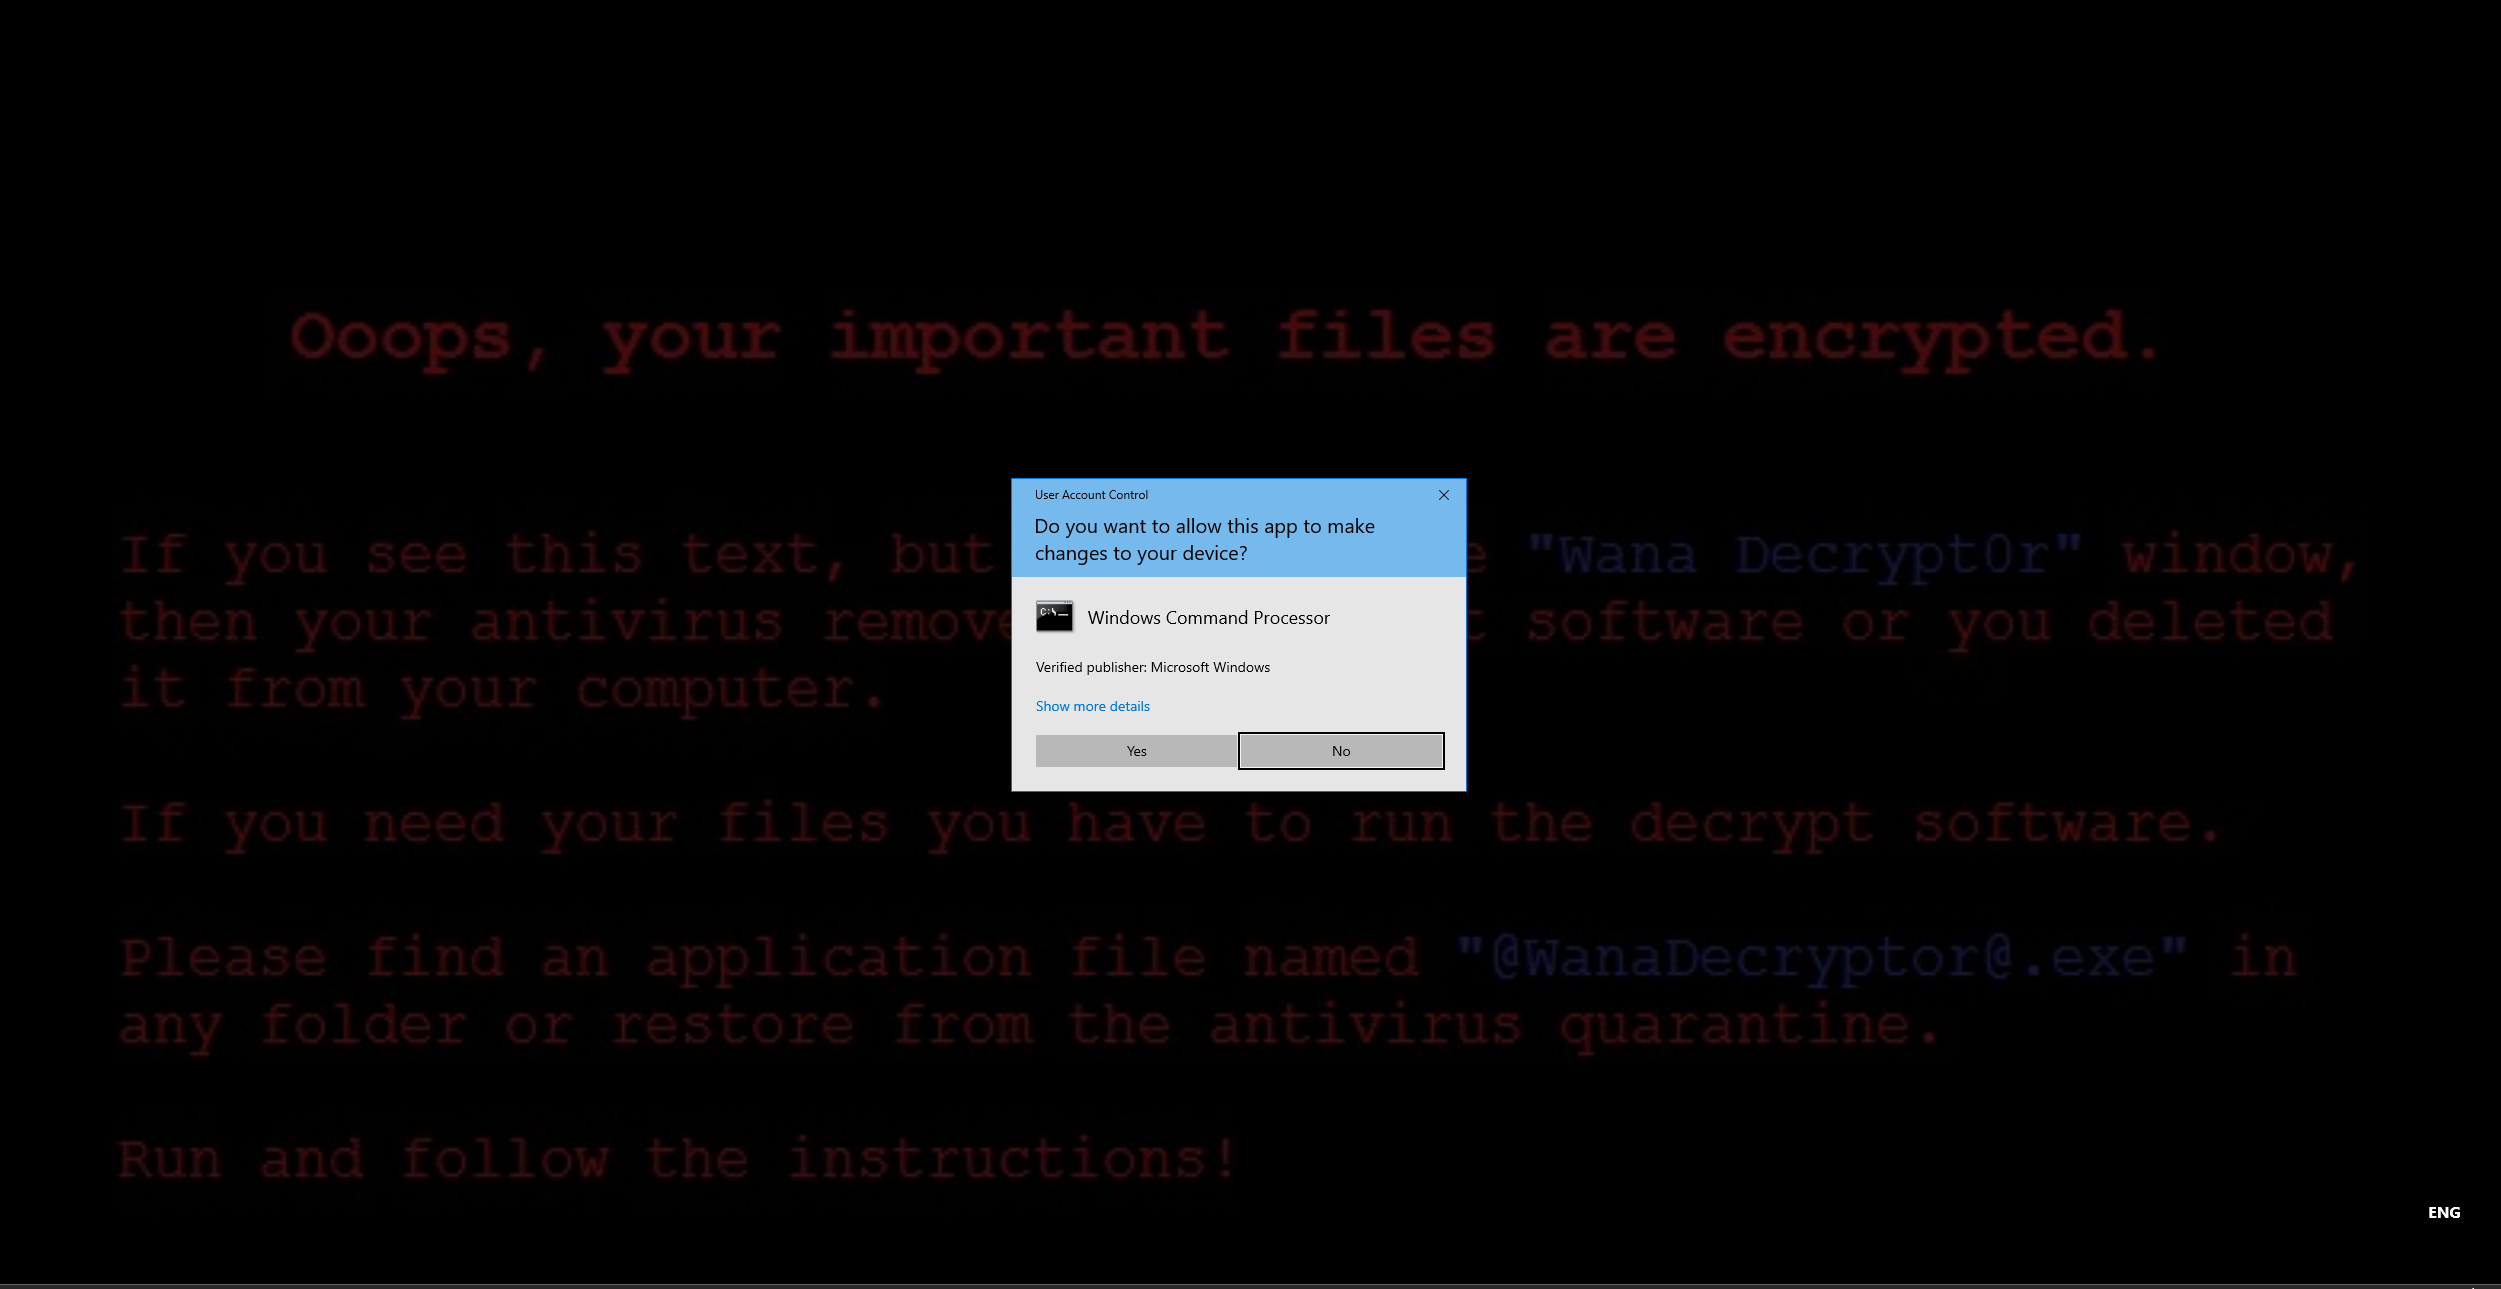 Ooops, your important files are encrypted.
User Account Control
Do you want to allow this app to make
changes to your device?
If you see this text, but "Wana Decrypt0r" window,
then your antivirus software or you deleted
it from your computer.
Windows Command Processor
Verified publisher: Microsoft Windows
Show more details
Yes
No
If you need your files you have to run the decrypt software.
Please find an application file named "@WanaDecryptor@.exe" in
any folder or restore from the antivirus quarantine.
Run and follow the instructions!
ENG